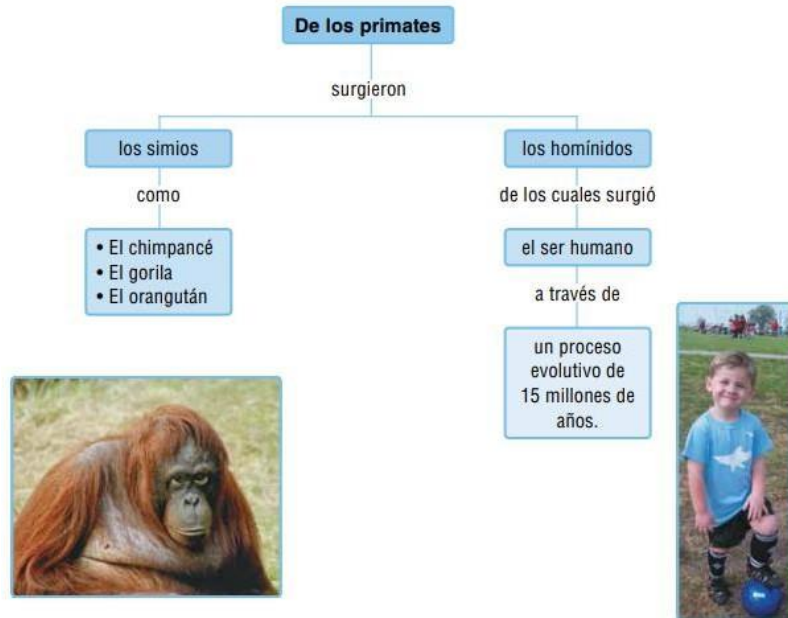 De los primates
surgieron
los simios
los homínidos
como
de los cuales surgió
• El chimpancé
• El gorila
• El orangután
el ser humano
a través de
un proceso
evolutivo de
15 millones de
años.